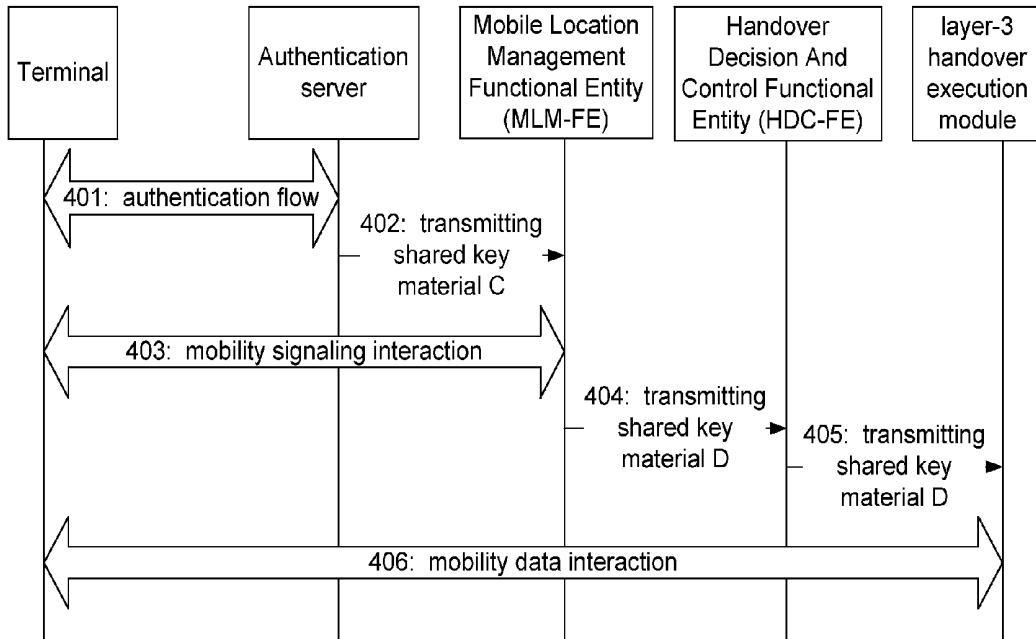 Terminal
Authentication
server
Mobile Location
Management
Functional Entity
(MLM-FE)
Handover
Decision And
Control Functional
Entity (HDC-FE)
layer-3
handover
execution
module
401: authentication flow
402: transmitting
shared key
material C
403: mobility signaling interaction
404: transmitting
shared key
material D
405: transmitting
shared key
material D
406: mobility data interaction